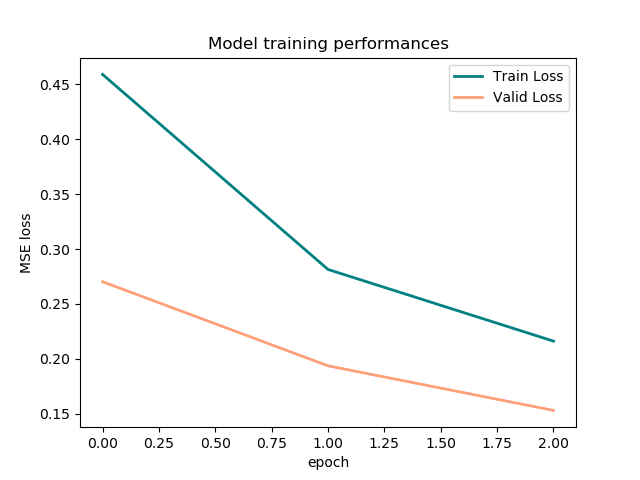 Model training performances
Train Loss
Valid Loss
0.45
0.40
0.35
0.30
0.25
0.20
0.15
MSE loss
0.00 0.25 0.50 0.75 1.00 1.25 1.50 1.75 2.00
epoch